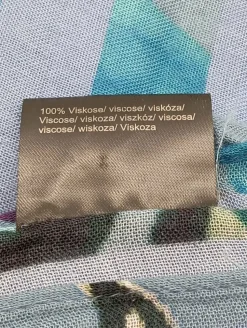 100% Viskose/ viscose/ viskóza/
Viscose/ viskoza/ viszkóz/ viscosa/
viscose/ wiskoza/ Viskoza